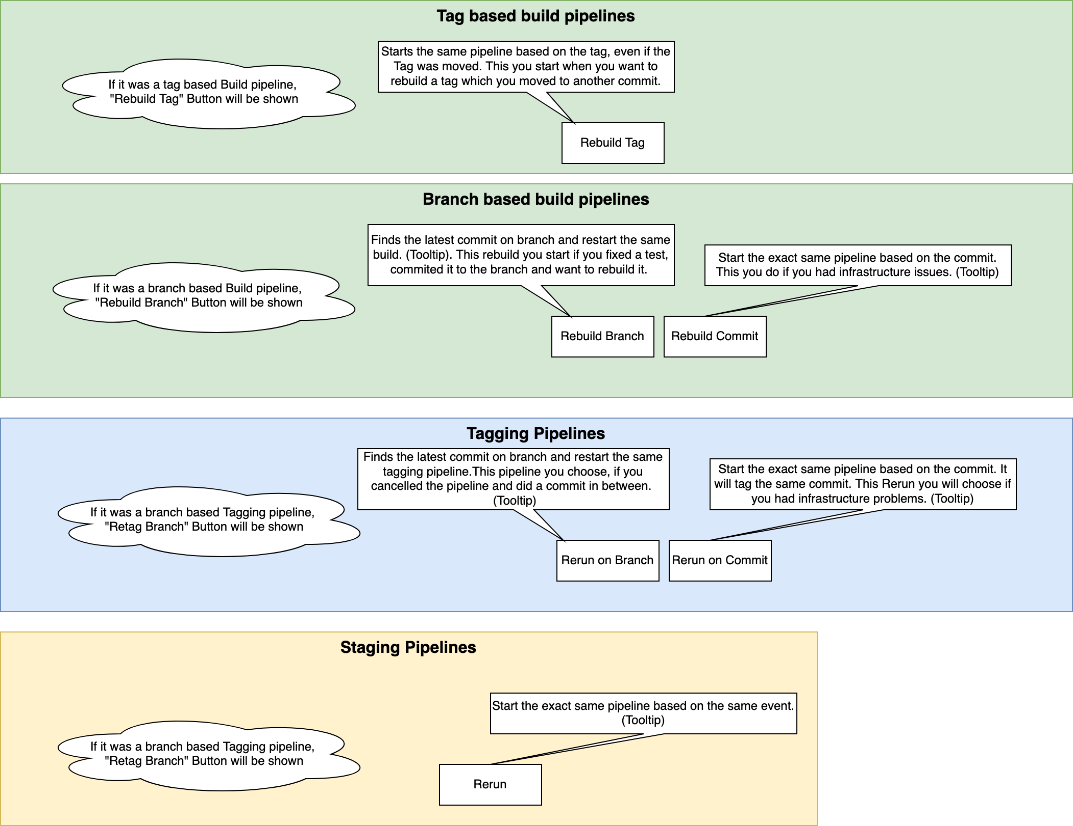 Tag based build pipelines
If it was a tag based Build pipeline,
"Rebuild Tag" Button will be shown
Starts the same pipeline based on the tag, even if the
Tag was moved. This you start when you want to
rebuild a tag which you moved to another commit.
Rebuild Tag
Branch based build pipelines
If it was a branch based Build pipeline,
"Rebuild Branch" Button will be shown
Finds the latest commit on branch and restart the same
build. (Tooltip). This rebuild you start if you fixed a test,
commited it to the branch and want to rebuild it.
Start the exact same pipeline based on the commit.
This you do if you had infrastructure issues. (Tooltip)
Rebuild Branch
Rebuild Commit
Tagging Pipelines
If it was a branch based Tagging pipeline,
"Retag Branch" Button will be shown
Finds the latest commit on branch and restart the same
tagging pipeline.This pipeline you choose, if you
cancelled the pipeline and did a commit in between.
(Tooltip)
Start the exact same pipeline based on the commit. It
will tag the same commit. This Rerun you will choose if
you had infrastructure problems. (Tooltip)
Rerun on Branch
Rerun on Commit
Staging Pipelines
If it was a branch based Tagging pipeline,
"Retag Branch" Button will be shown
Start the exact same pipeline based on the same event.
(Tooltip)
Rerun